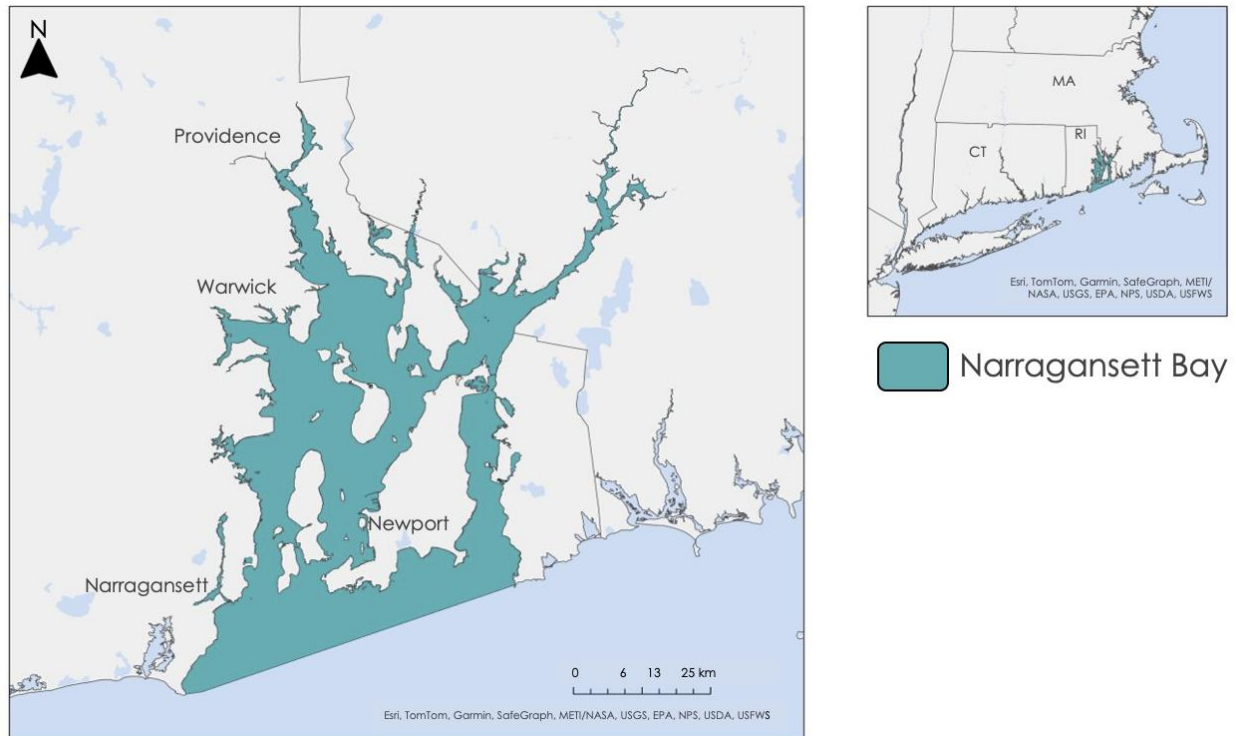 N
Providence
Warwick
Newport
Narragansett
0 6 13 25 km
Esri, TomTom, Garmin, SafeGraph, METI/NASA, USGS, EPA, NPS, USDA, USFWS
MA
RI
CT
Esri, TomTom, Garmin, SafeGraph, METI/
NASA, USGS, EPA, NPS, USDA, USFWS
Narragansett Bay